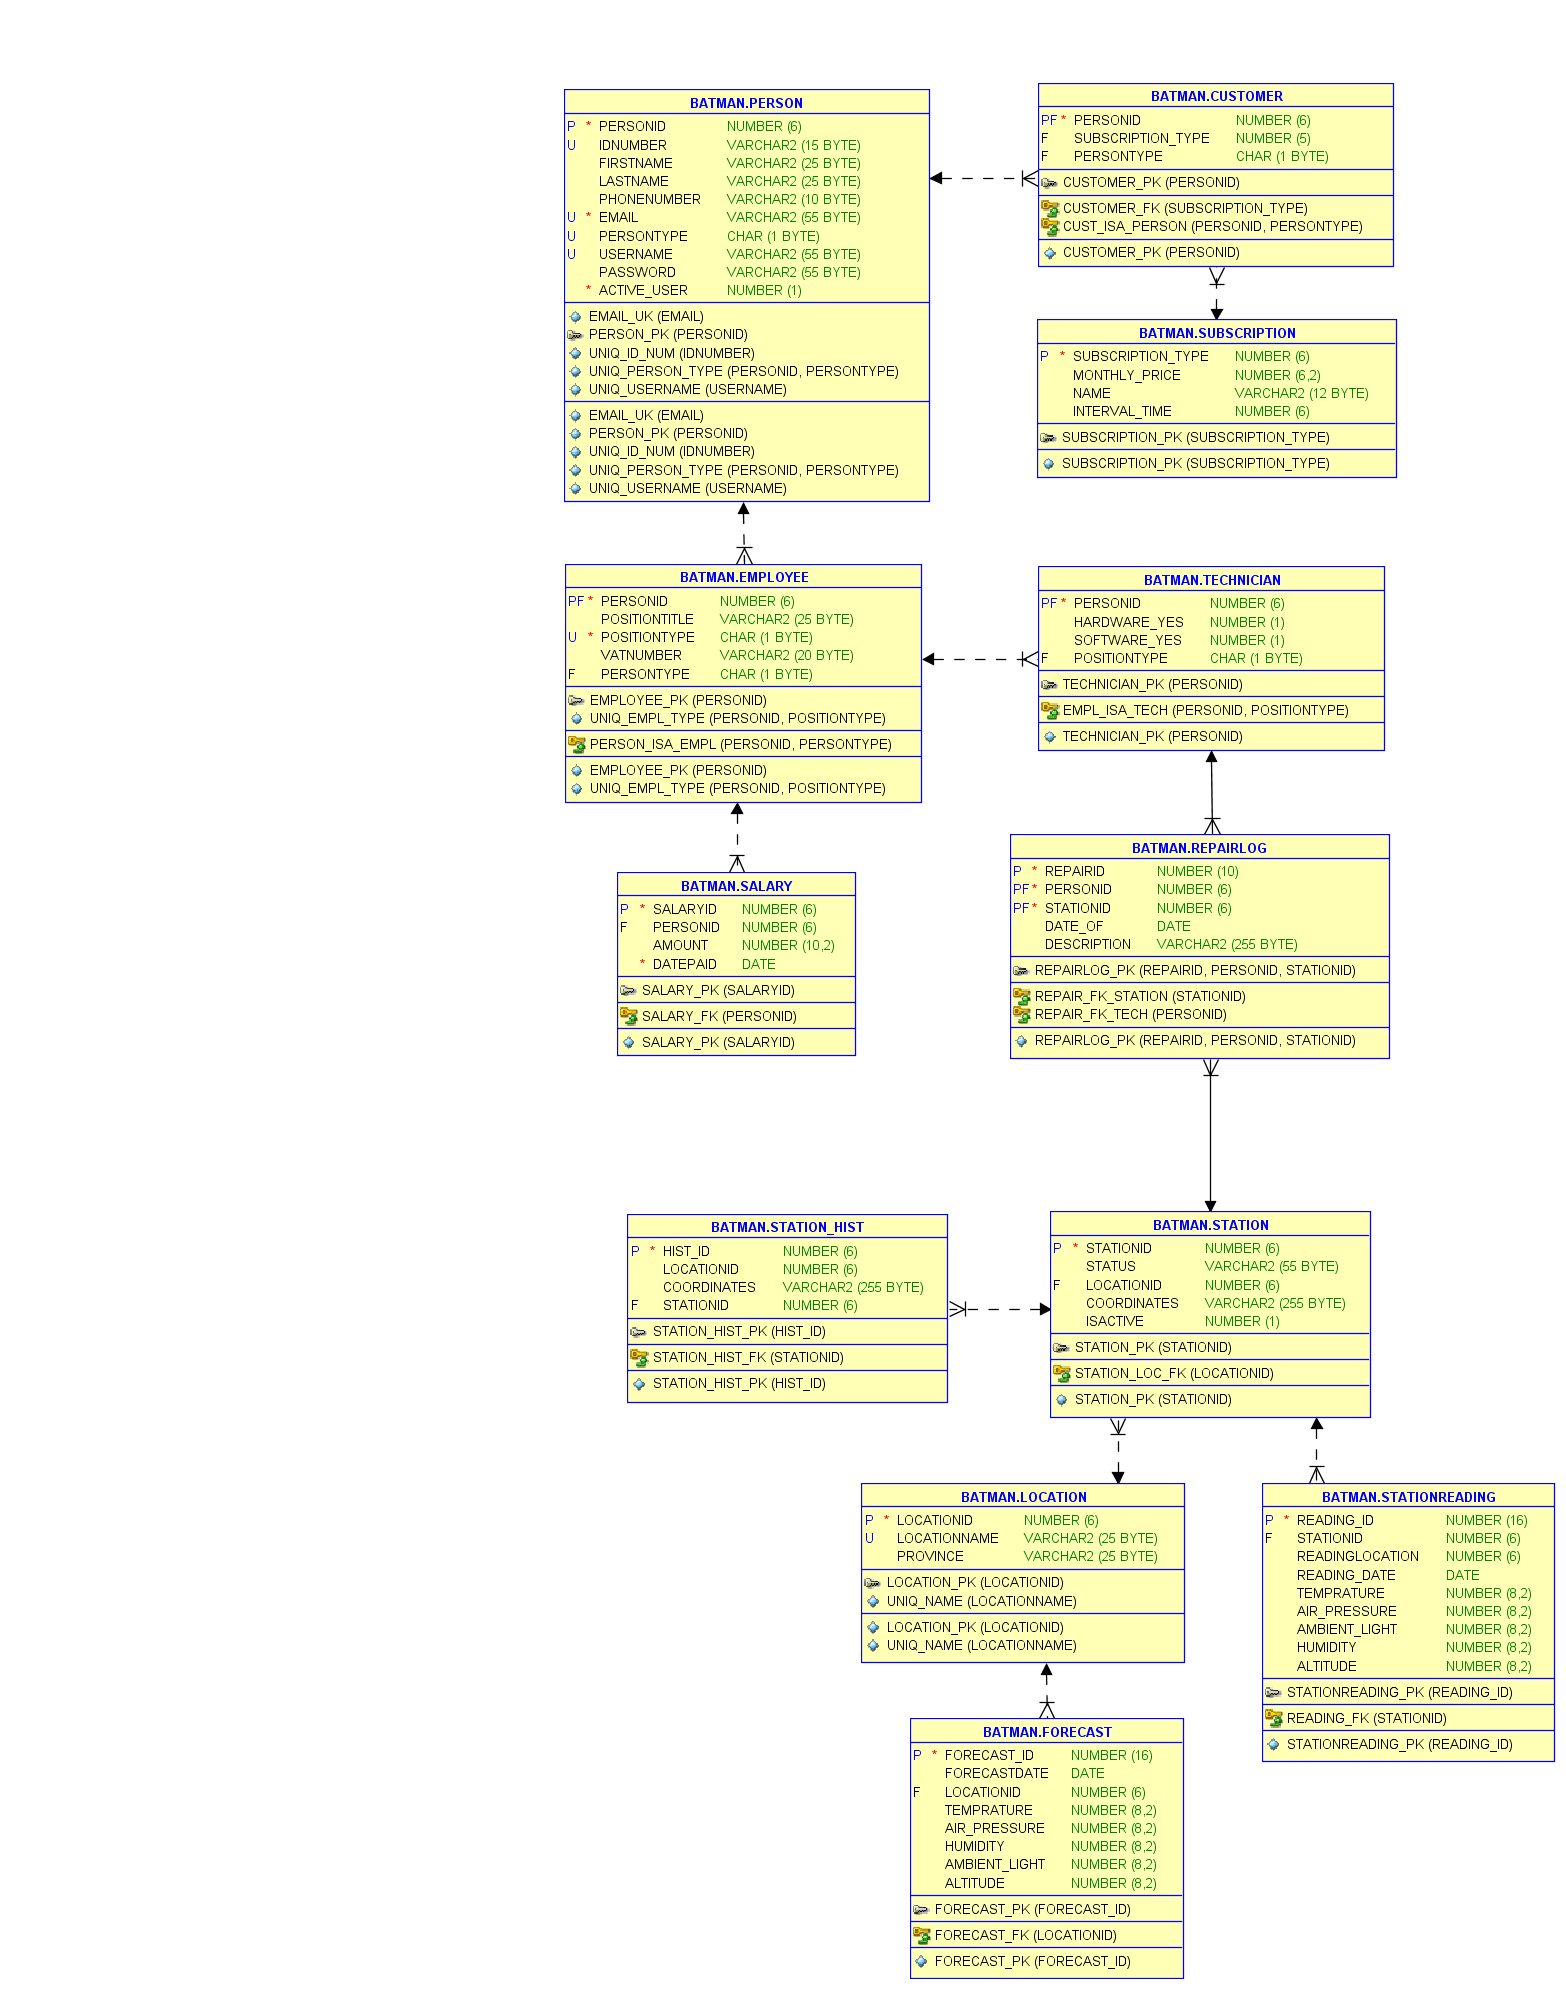 BATMAN.PERSON
P * PERSONID NUMBER (6)
U IDNUMBER VARCHAR2 (15 BYTE)
FIRSTNAME VARCHAR2 (25 BYTE)
LASTNAME VARCHAR2 (25 BYTE)
PHONENUMBER VARCHAR2 (10 BYTE)
U * EMAIL VARCHAR2 (55 BYTE)
U PERSONTYPE CHAR (1 BYTE)
U USERNAME VARCHAR2 (55 BYTE)
PASSWORD VARCHAR2 (55 BYTE)
* ACTIVE_USER NUMBER (1)
EMAIL_UK (EMAIL)
PERSON_PK (PERSONID)
UNIQ_ID_NUM (IDNUMBER)
UNIQ_PERSON_TYPE (PERSONID, PERSONTYPE)
UNIQ_USERNAME (USERNAME)
EMAIL_UK (EMAIL)
PERSON_PK (PERSONID)
UNIQ_ID_NUM (IDNUMBER)
UNIQ_PERSON_TYPE (PERSONID, PERSONTYPE)
UNIQ_USERNAME (USERNAME)
BATMAN.CUSTOMER
PF * PERSONID NUMBER (6)
F SUBSCRIPTION_TYPE NUMBER (5)
F PERSONTYPE CHAR (1 BYTE)
CUSTOMER_PK (PERSONID)
CUSTOMER_FK (SUBSCRIPTION_TYPE)
CUST_ISA_PERSON (PERSONID, PERSONTYPE)
CUSTOMER_PK (PERSONID)
BATMAN.SUBSCRIPTION
P * SUBSCRIPTION_TYPE NUMBER (6)
MONTHLY_PRICE NUMBER (6,2)
NAME VARCHAR2 (12 BYTE)
INTERVAL_TIME NUMBER (6)
SUBSCRIPTION_PK (SUBSCRIPTION_TYPE)
SUBSCRIPTION_PK (SUBSCRIPTION_TYPE)
BATMAN.EMPLOYEE
PF * PERSONID NUMBER (6)
POSITIONTITLE VARCHAR2 (25 BYTE)
U * POSITIONTYPE CHAR (1 BYTE)
VATNUMBER VARCHAR2 (20 BYTE)
F PERSONTYPE CHAR (1 BYTE)
EMPLOYEE_PK (PERSONID)
UNIQ_EMPL_TYPE (PERSONID, POSITIONTYPE)
PERSON_ISA_EMPL (PERSONID, PERSONTYPE)
EMPLOYEE_PK (PERSONID)
UNIQ_EMPL_TYPE (PERSONID, POSITIONTYPE)
BATMAN.TECHNICIAN
PF * PERSONID NUMBER (6)
HARDWARE_YES NUMBER (1)
SOFTWARE_YES NUMBER (1)
F POSITIONTYPE CHAR (1 BYTE)
TECHNICIAN_PK (PERSONID)
EMPL_ISA_TECH (PERSONID, POSITIONTYPE)
TECHNICIAN_PK (PERSONID)
BATMAN.SALARY
P * SALARYID NUMBER (6)
F PERSONID NUMBER (6)
AMOUNT NUMBER (10,2)
* DATEPAID DATE
SALARY_PK (SALARYID)
SALARY_FK (PERSONID)
SALARY_PK (SALARYID)
BATMAN.REPAIRLOG
P * REPAIRID NUMBER (10)
PF * PERSONID NUMBER (6)
PF * STATIONID NUMBER (6)
DATE_OF DATE
DESCRIPTION VARCHAR2 (255 BYTE)
REPAIRLOG_PK (REPAIRID, PERSONID, STATIONID)
REPAIR_FK_STATION (STATIONID)
REPAIR_FK_TECH (PERSONID)
REPAIRLOG_PK (REPAIRID, PERSONID, STATIONID)
BATMAN.STATION_HIST
P * HIST_ID NUMBER (6)
LOCATIONID NUMBER (6)
COORDINATES VARCHAR2 (255 BYTE)
F STATIONID NUMBER (6)
STATION_HIST_PK (HIST_ID)
STATION_HIST_FK (STATIONID)
STATION_HIST_PK (HIST_ID)
BATMAN.STATION
P * STATIONID NUMBER (6)
STATUS VARCHAR2 (55 BYTE)
F LOCATIONID NUMBER (6)
COORDINATES VARCHAR2 (255 BYTE)
ISACTIVE NUMBER (1)
STATION_PK (STATIONID)
STATION_LOC_FK (LOCATIONID)
STATION_PK (STATIONID)
BATMAN.LOCATION
P * LOCATIONID NUMBER (6)
U LOCATIONNAME VARCHAR2 (25 BYTE)
PROVINCE VARCHAR2 (25 BYTE)
LOCATION_PK (LOCATIONID)
UNIQ_NAME (LOCATIONNAME)
LOCATION_PK (LOCATIONID)
UNIQ_NAME (LOCATIONNAME)
BATMAN.STATIONREADING
P * READING_ID NUMBER (16)
F STATIONID NUMBER (6)
READINGLOCATION NUMBER (6)
READING_DATE DATE
TEMPRATURE NUMBER (8,2)
AIR_PRESSURE NUMBER (8,2)
AMBIENT_LIGHT NUMBER (8,2)
HUMIDITY NUMBER (8,2)
ALTITUDE NUMBER (8,2)
STATIONREADING_PK (READING_ID)
READING_FK (STATIONID)
STATIONREADING_PK (READING_ID)
BATMAN.FORECAST
P * FORECAST_ID NUMBER (16)
FORECASTDATE DATE
F LOCATIONID NUMBER (6)
TEMPRATURE NUMBER (8,2)
AIR_PRESSURE NUMBER (8,2)
HUMIDITY NUMBER (8,2)
AMBIENT_LIGHT NUMBER (8,2)
ALTITUDE NUMBER (8,2)
FORECAST_PK (FORECAST_ID)
FORECAST_FK (LOCATIONID)
FORECAST_PK (FORECAST_ID)